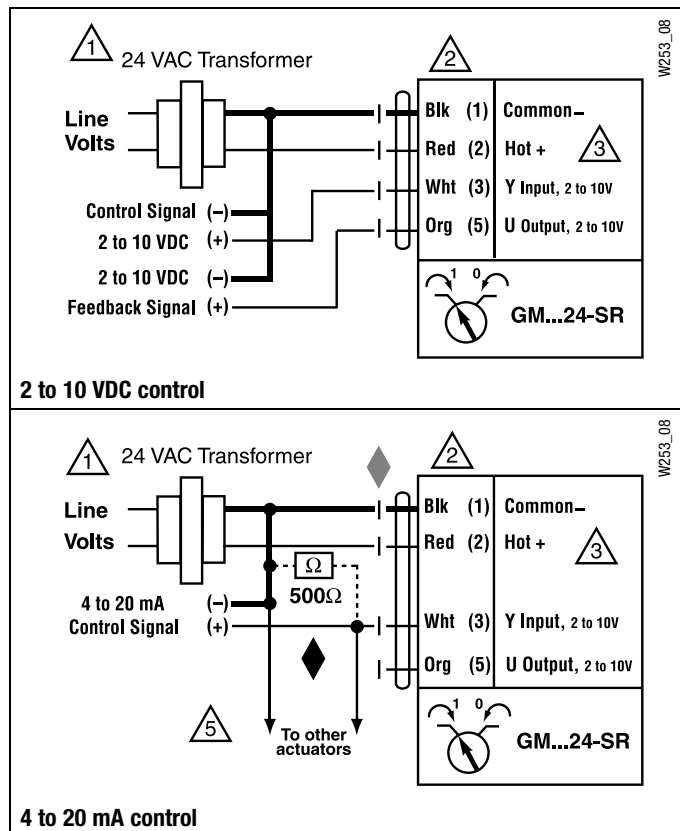 W253_08
1
24 VAC Transformer
2
Line
Volts
Blk (1) Common–
Red (2) Hot +
3
Wht (3) Y Input, 2 to 10V
Org (5) U Output, 2 to 10V
Control Signal (–)
2 to 10 VDC (+)
2 to 10 VDC (–)
Feedback Signal (+)
1 0
GM...24-SR
2 to 10 VDC control
W253_08
1
24 VAC Transformer
2
Line
Volts
Blk (1) Common–
Red (2) Hot +
3
Ω
500Ω
4 to 20 mA (–)
Control Signal (+)
Wht (3) Y Input, 2 to 10V
Org (5) U Output, 2 to 10V
5
To other
actuators
1 0
GM...24-SR
4 to 20 mA control